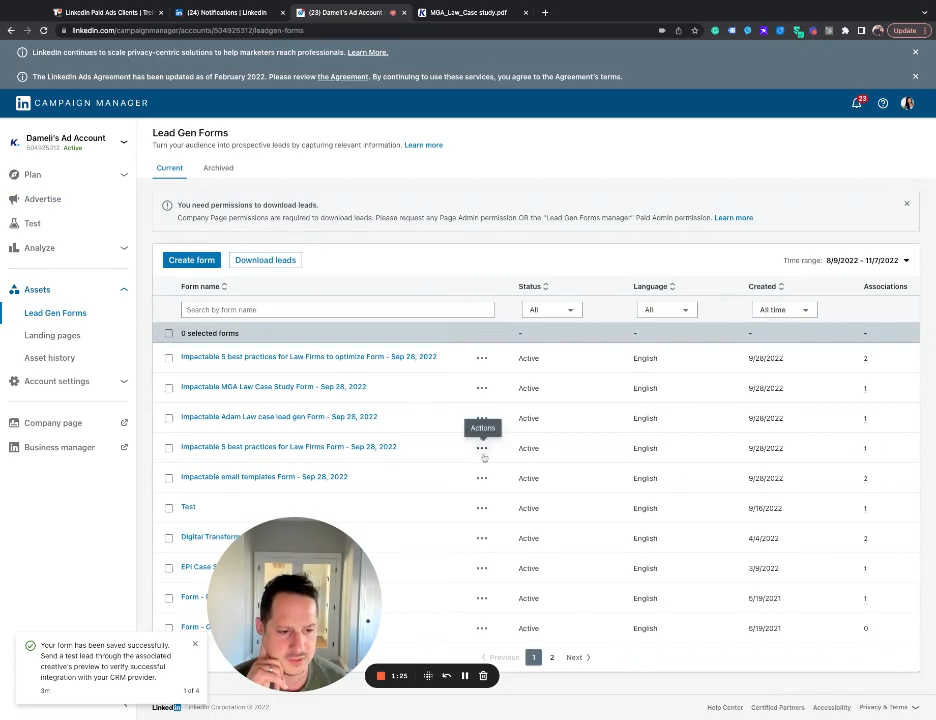 LinkedIn Paid Ads Clients | Trel
(24) Notifications | LinkedIn
(23) Dameli's Ad Account
MGA_Law_Case study.pdf
linkedin.com/campaignmanager/accounts/504925312/leadgen-forms
Update
LinkedIn continues to scale privacy-centric solutions to help marketers reach professionals. Learn More.
The LinkedIn Ads Agreement has been updated as of February 2022. Please review the Agreement. By continuing to use these services, you agree to the Agreement's terms.
in CAMPAIGN MANAGER
23
K. Dameli's Ad Account
504925312 Active
Plan
Advertise
Test
Analyze
Assets
Lead Gen Forms
Landing pages
Asset history
Account settings
Company page
Business manager
Lead Gen Forms
Turn your audience into prospective leads by capturing relevant information. Learn more
Current Archived
You need permissions to download leads.
Company Page permissions are required to download leads. Please request any Page Admin permission OR the "Lead Gen Forms manager" Paid Admin permission. Learn more
Create form Download leads Time range: 8/9/2022 - 11/7/2022
Form name Status Language Created Associations
Search by form name All All All time
0 selected forms - - - -
Impactable 5 best practices for Law Firms to optimize Form - Sep 28, 2022 Active English 9/28/2022 2
Impactable MGA Law Case Study Form - Sep 28, 2022 Active English 9/28/2022 1
Impactable Adam Law case lead gen Form - Sep 28, 2022 Active English 9/28/2022 1
Actions
Impactable 5 best practices for Law Firms Form - Sep 28, 2022 Active English 9/28/2022 1
Impactable email templates Form - Sep 28, 2022 Active English 9/28/2022 2
Test Active English 9/16/2022 1
Digital Transform Active English 4/4/2022 2
EPI Case S Active English 3/9/2022 1
Form - Active English 5/19/2021 1
Form - G Active English 5/19/2021 0
Previous 1 2 Next
Your form has been saved successfully.
Send a test lead through the associated
creative's preview to verify successful
integration with your CRM provider.
3m 1 of 4
1:25
LinkedIn LinkedIn Corporation © 2022
Help Center Certified Partners Accessibility Privacy & Terms